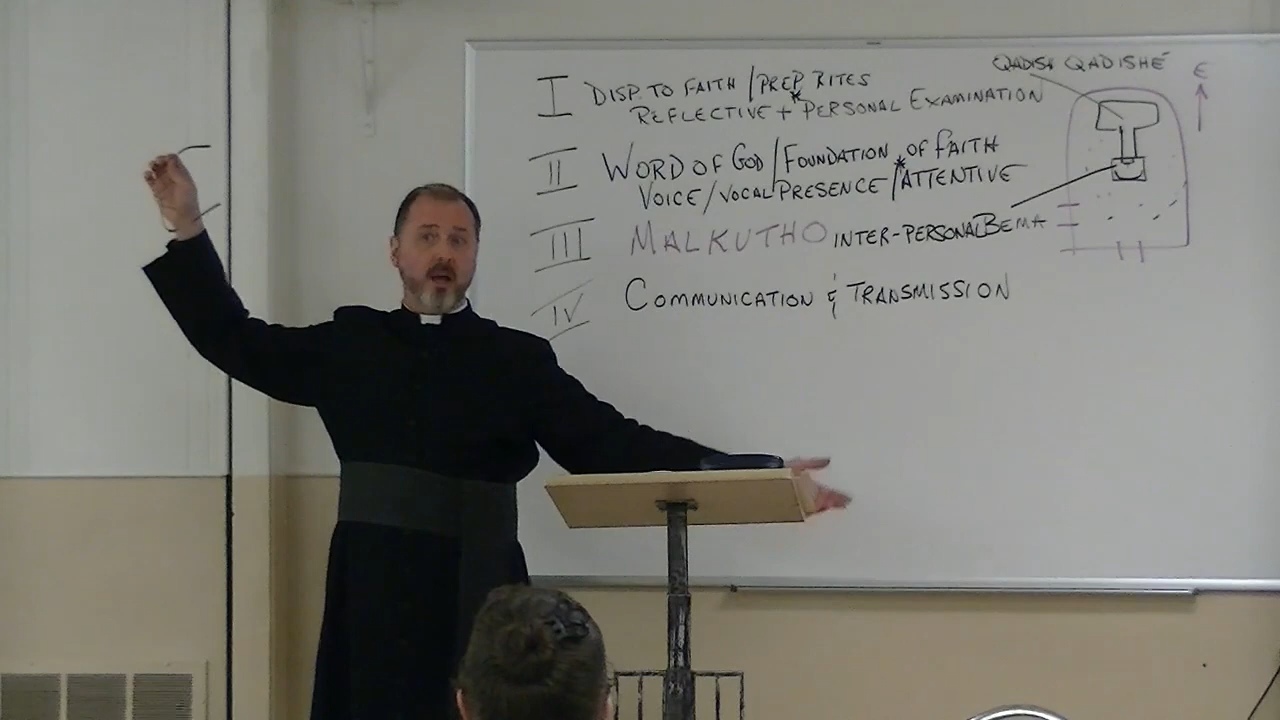 I DISP. TO FAITH / PREP RITES
REFLECTIVE + *PERSONAL EXAMINATION
II WORD OF GOD / FOUNDATION OF FAITH
VOICE / VOCAL PRESENCE / *ATTENTIVE
III MALKUTHO INTER-PERSONAL
IV COMMUNICATION & TRANSMISSION
QADISH QADISHE
E
BEMA